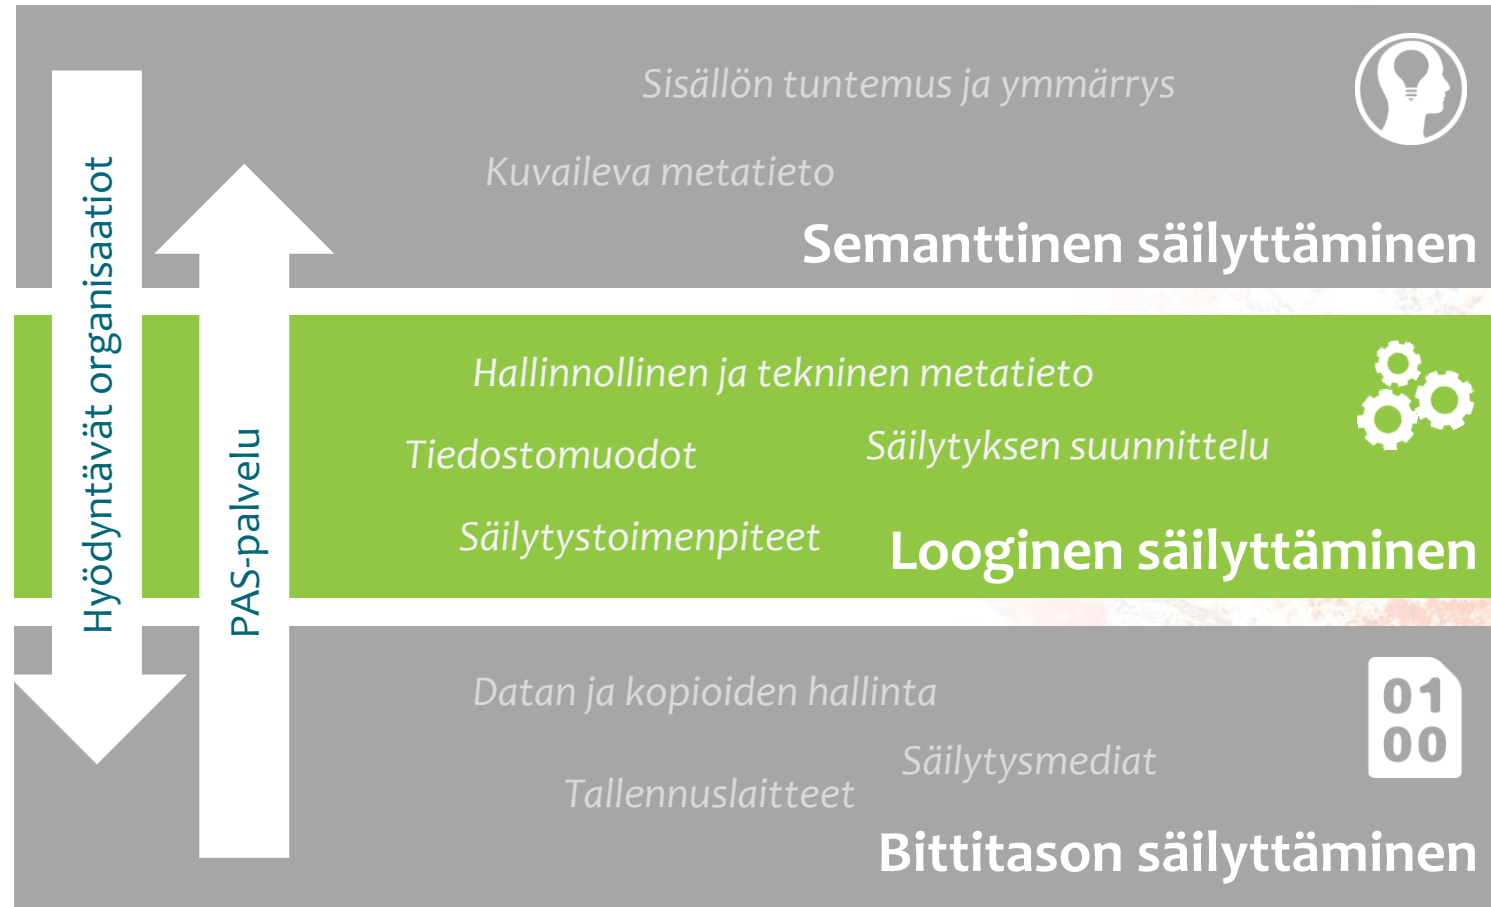 Sisällön tuntemus ja ymmärrys
Kuvaileva metatieto
Semanttinen säilyttäminen
Hyödyntävät organisaatiot
PAS-palvelu
Hallinnollinen ja tekninen metatieto
Tiedostomuodot
Säilytyksen suunnittelu
Säilytystoimenpiteet
Looginen säilyttäminen
Datan ja kopioiden hallinta
Säilytysmediat
Tallennuslaitteet
Bittitason säilyttäminen
01
00